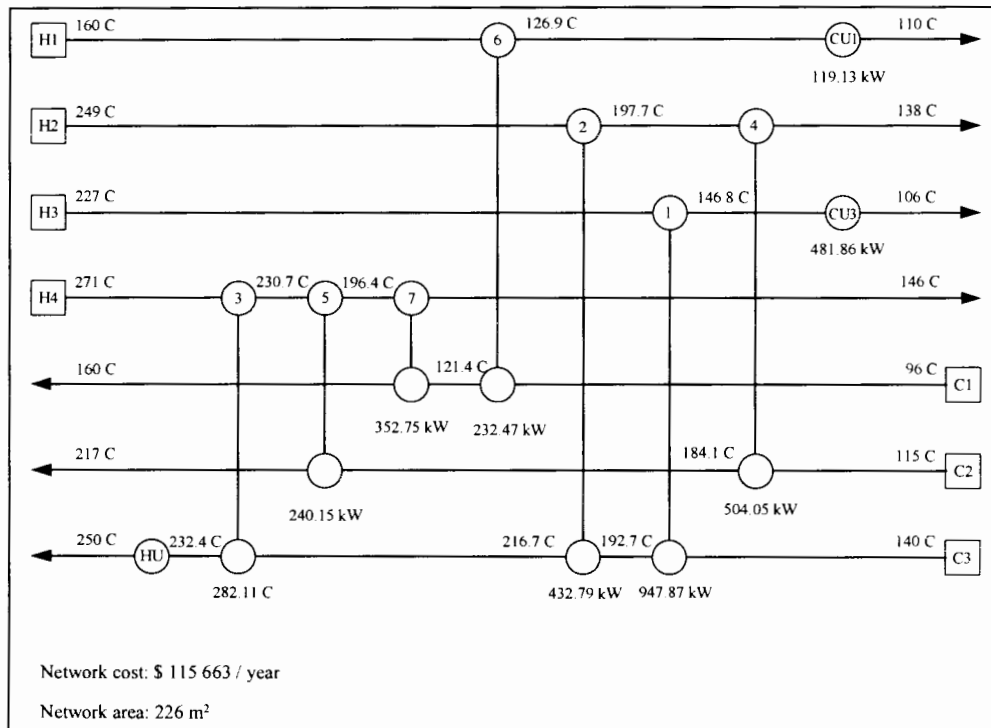 160 C 126.9 C 110 C
H1 6 CU1
119.13 kW
249 C 197.7 C 138 C
H2 2 4
227 C 146.8 C 106 C
H3 1 CU3
481.86 kW
271 C 230.7 C 196.4 C 146 C
H4 3 5 7
160 C 121.4 C 96 C
C1
352.75 kW 232.47 kW
217 C 184.1 C 115 C
C2
240.15 kW 504.05 kW
250 C 232.4 C 216.7 C 192.7 C 140 C
HU C3
282.11 C 432.79 kW 947.87 kW
Network cost: $ 115 663 / year
Network area: 226 m²